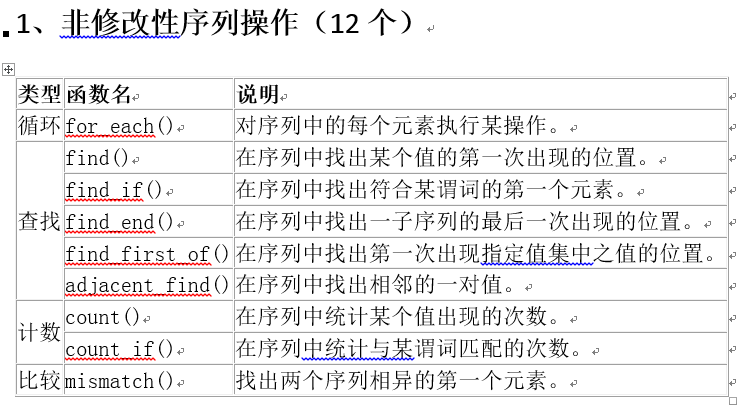 1、非修改性序列操作（12 个）
类型 函数名 说明
循环 for_each() 对序列中的每个元素执行某操作。
查找 find() 在序列中找出某个值的第一次出现的位置。
find_if() 在序列中找出符合某谓词的第一个元素。
find_end() 在序列中找出一子序列的最后一次出现的位置。
find_first_of() 在序列中找出第一次出现指定值集中之值的位置。
adjacent_find() 在序列中找出相邻的一对值。
计数 count() 在序列中统计某个值出现的次数。
count_if() 在序列中统计与某谓词匹配的次数。
比较 mismatch() 找出两个序列相异的第一个元素。